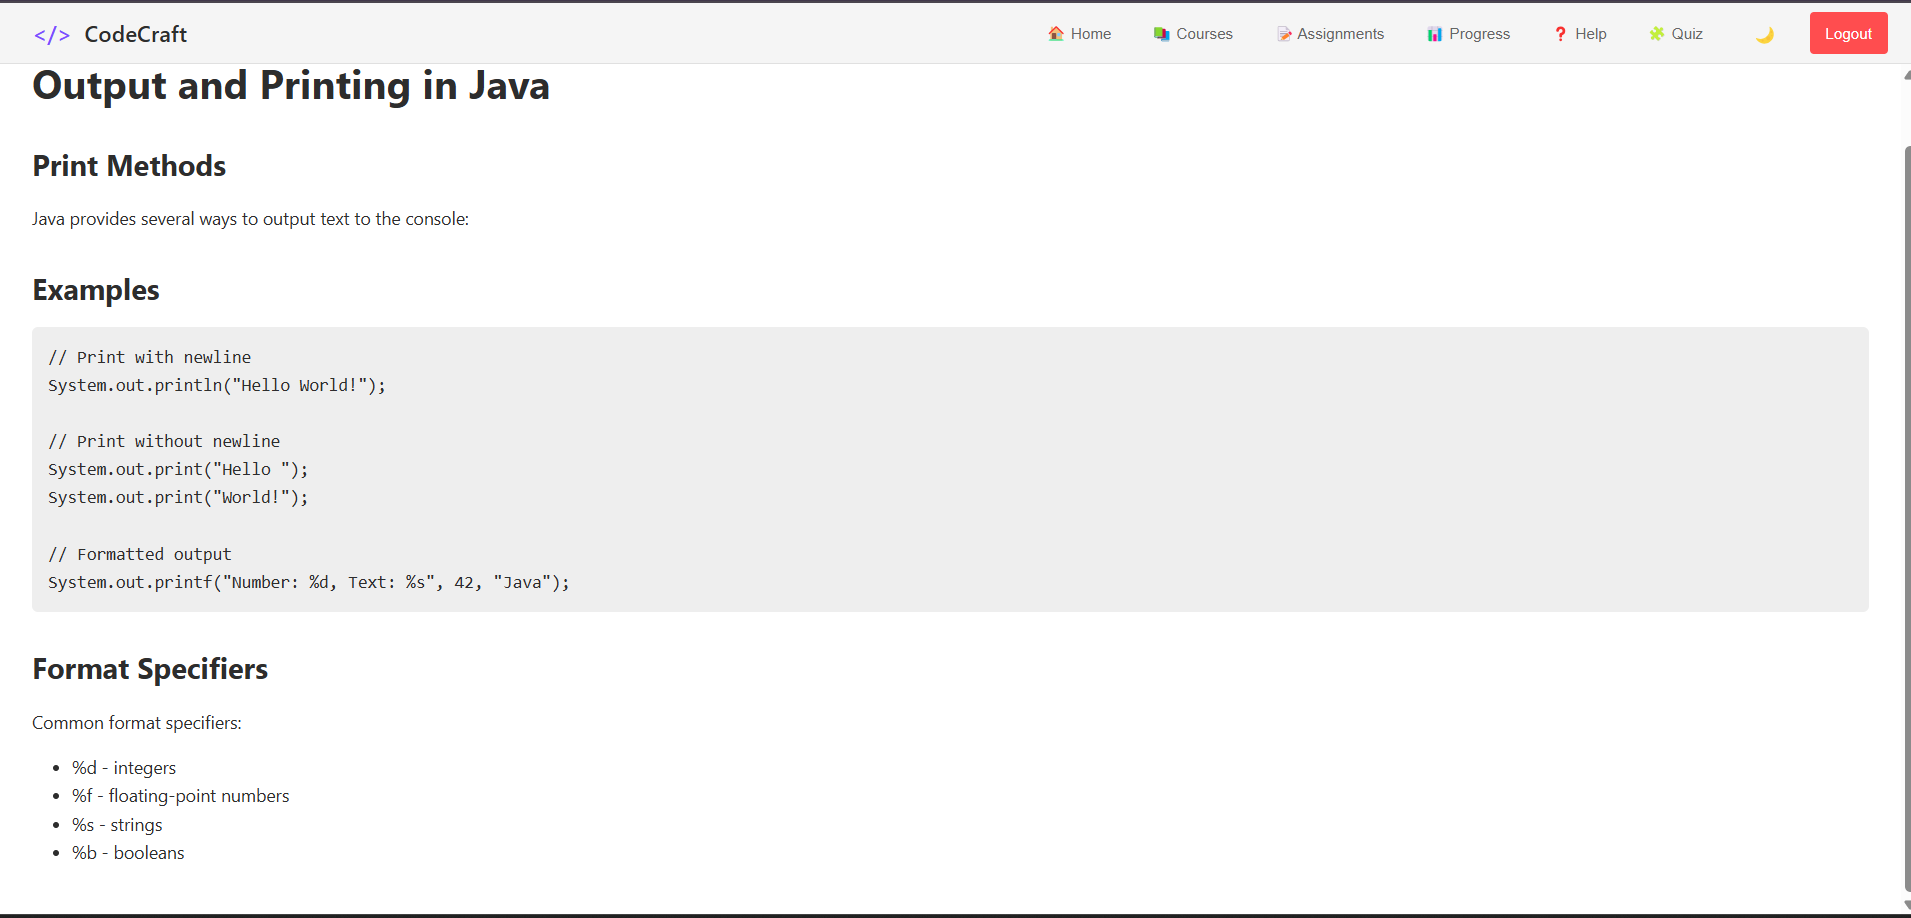 </> CodeCraft
Home Courses Assignments Progress Help Quiz Logout
Output and Printing in Java
Print Methods
Java provides several ways to output text to the console:
Examples
// Print with newline
System.out.println("Hello World!");
// Print without newline
System.out.print("Hello ");
System.out.print("World!");
// Formatted output
System.out.printf("Number: %d, Text: %s", 42, "Java");
Format Specifiers
Common format specifiers:
• %d - integers
• %f - floating-point numbers
• %s - strings
• %b - booleans